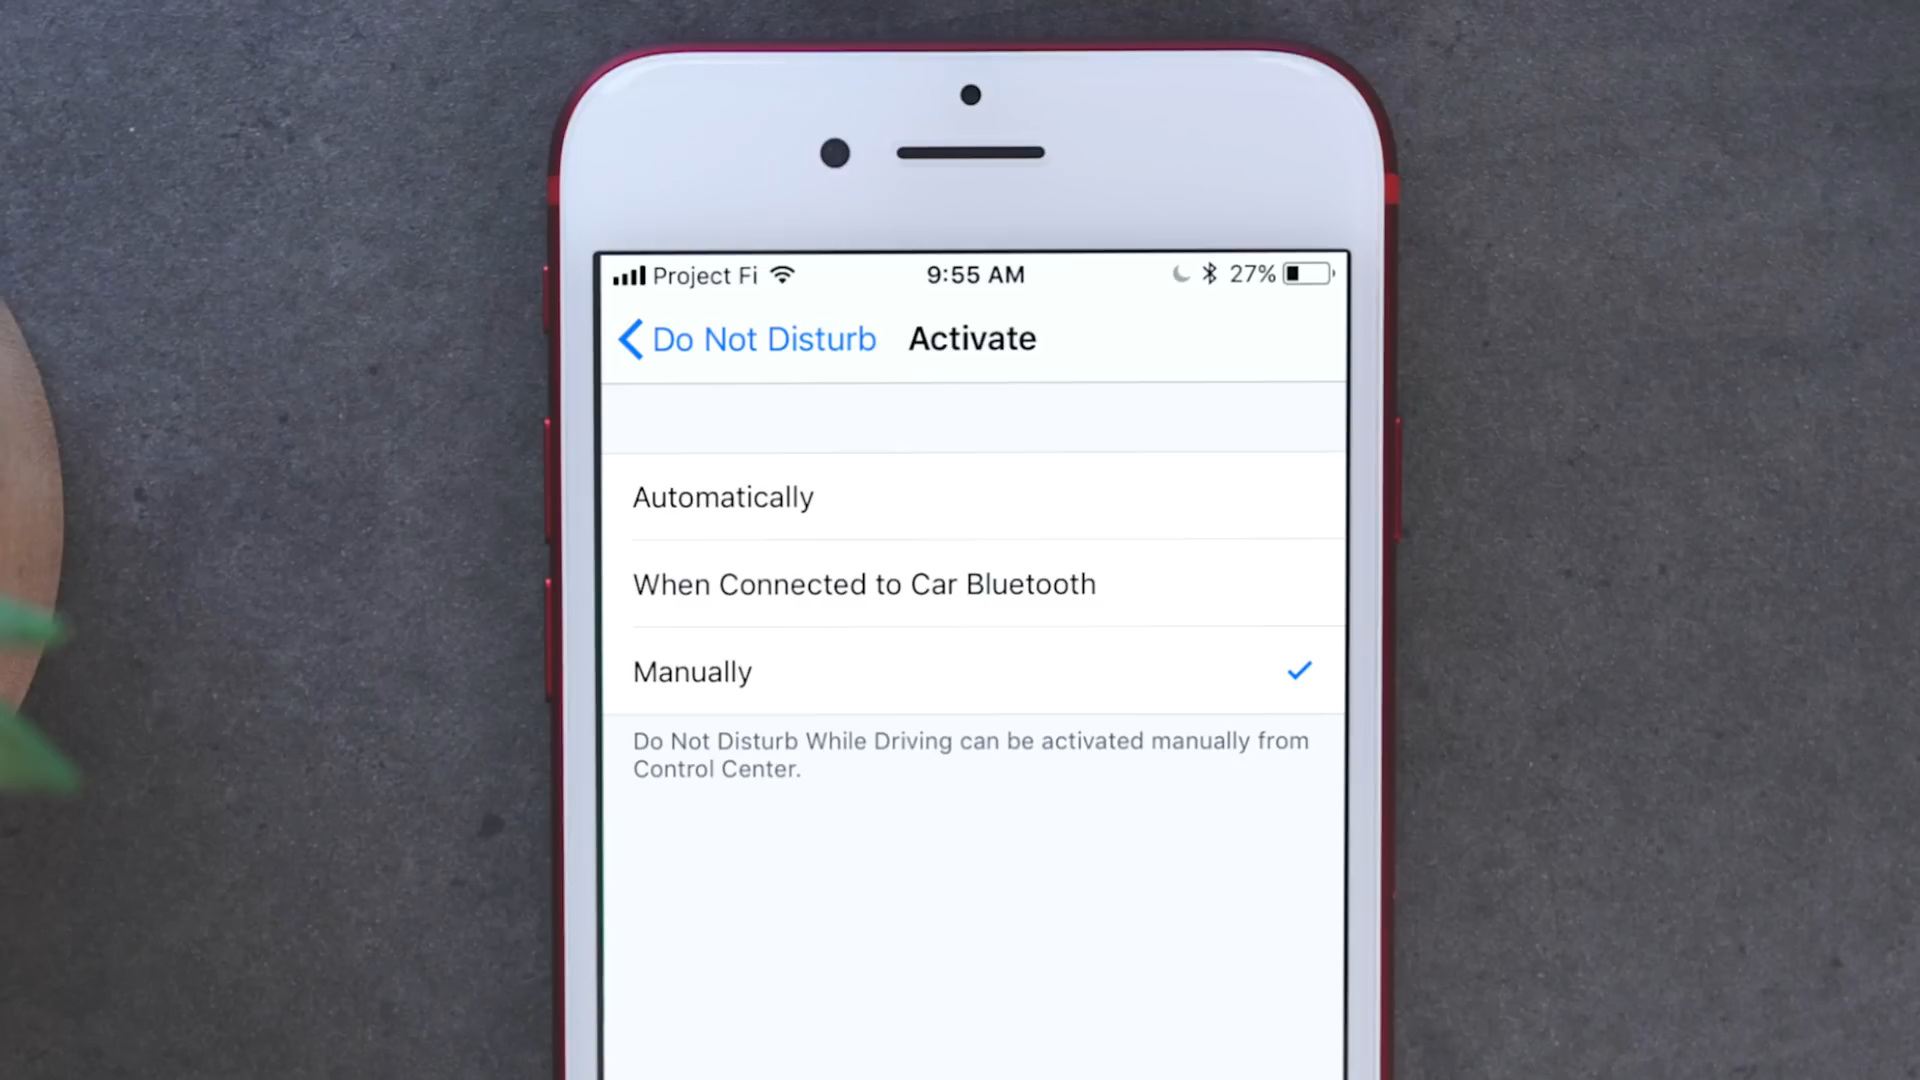 Project Fi
9:55 AM
27%
Do Not Disturb
Activate
Automatically
When Connected to Car Bluetooth
Manually
Do Not Disturb While Driving can be activated manually from
Control Center.